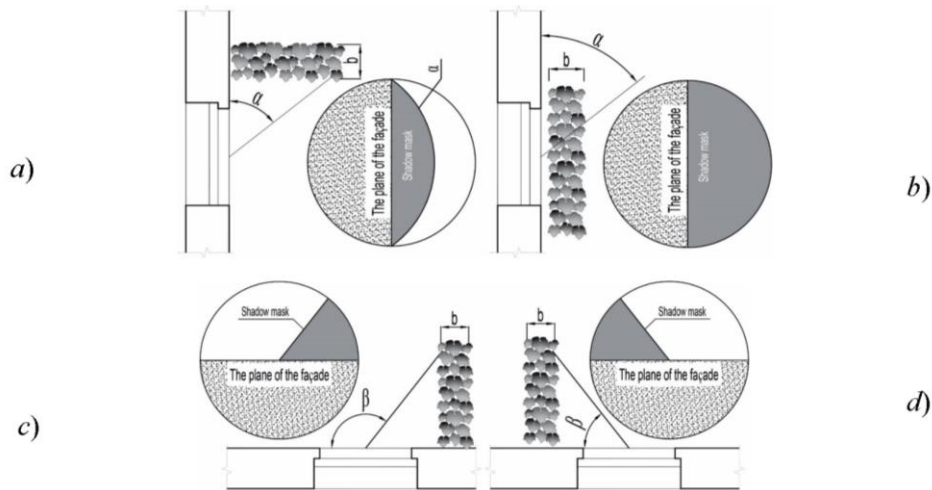 a)
α
b
α
The plane of the façade
Shadow mask
b)
α
b
The plane of the façade
Shadow mask
c)
Shadow mask
The plane of the façade
β
b
d)
b
β
Shadow mask
The plane of the façade